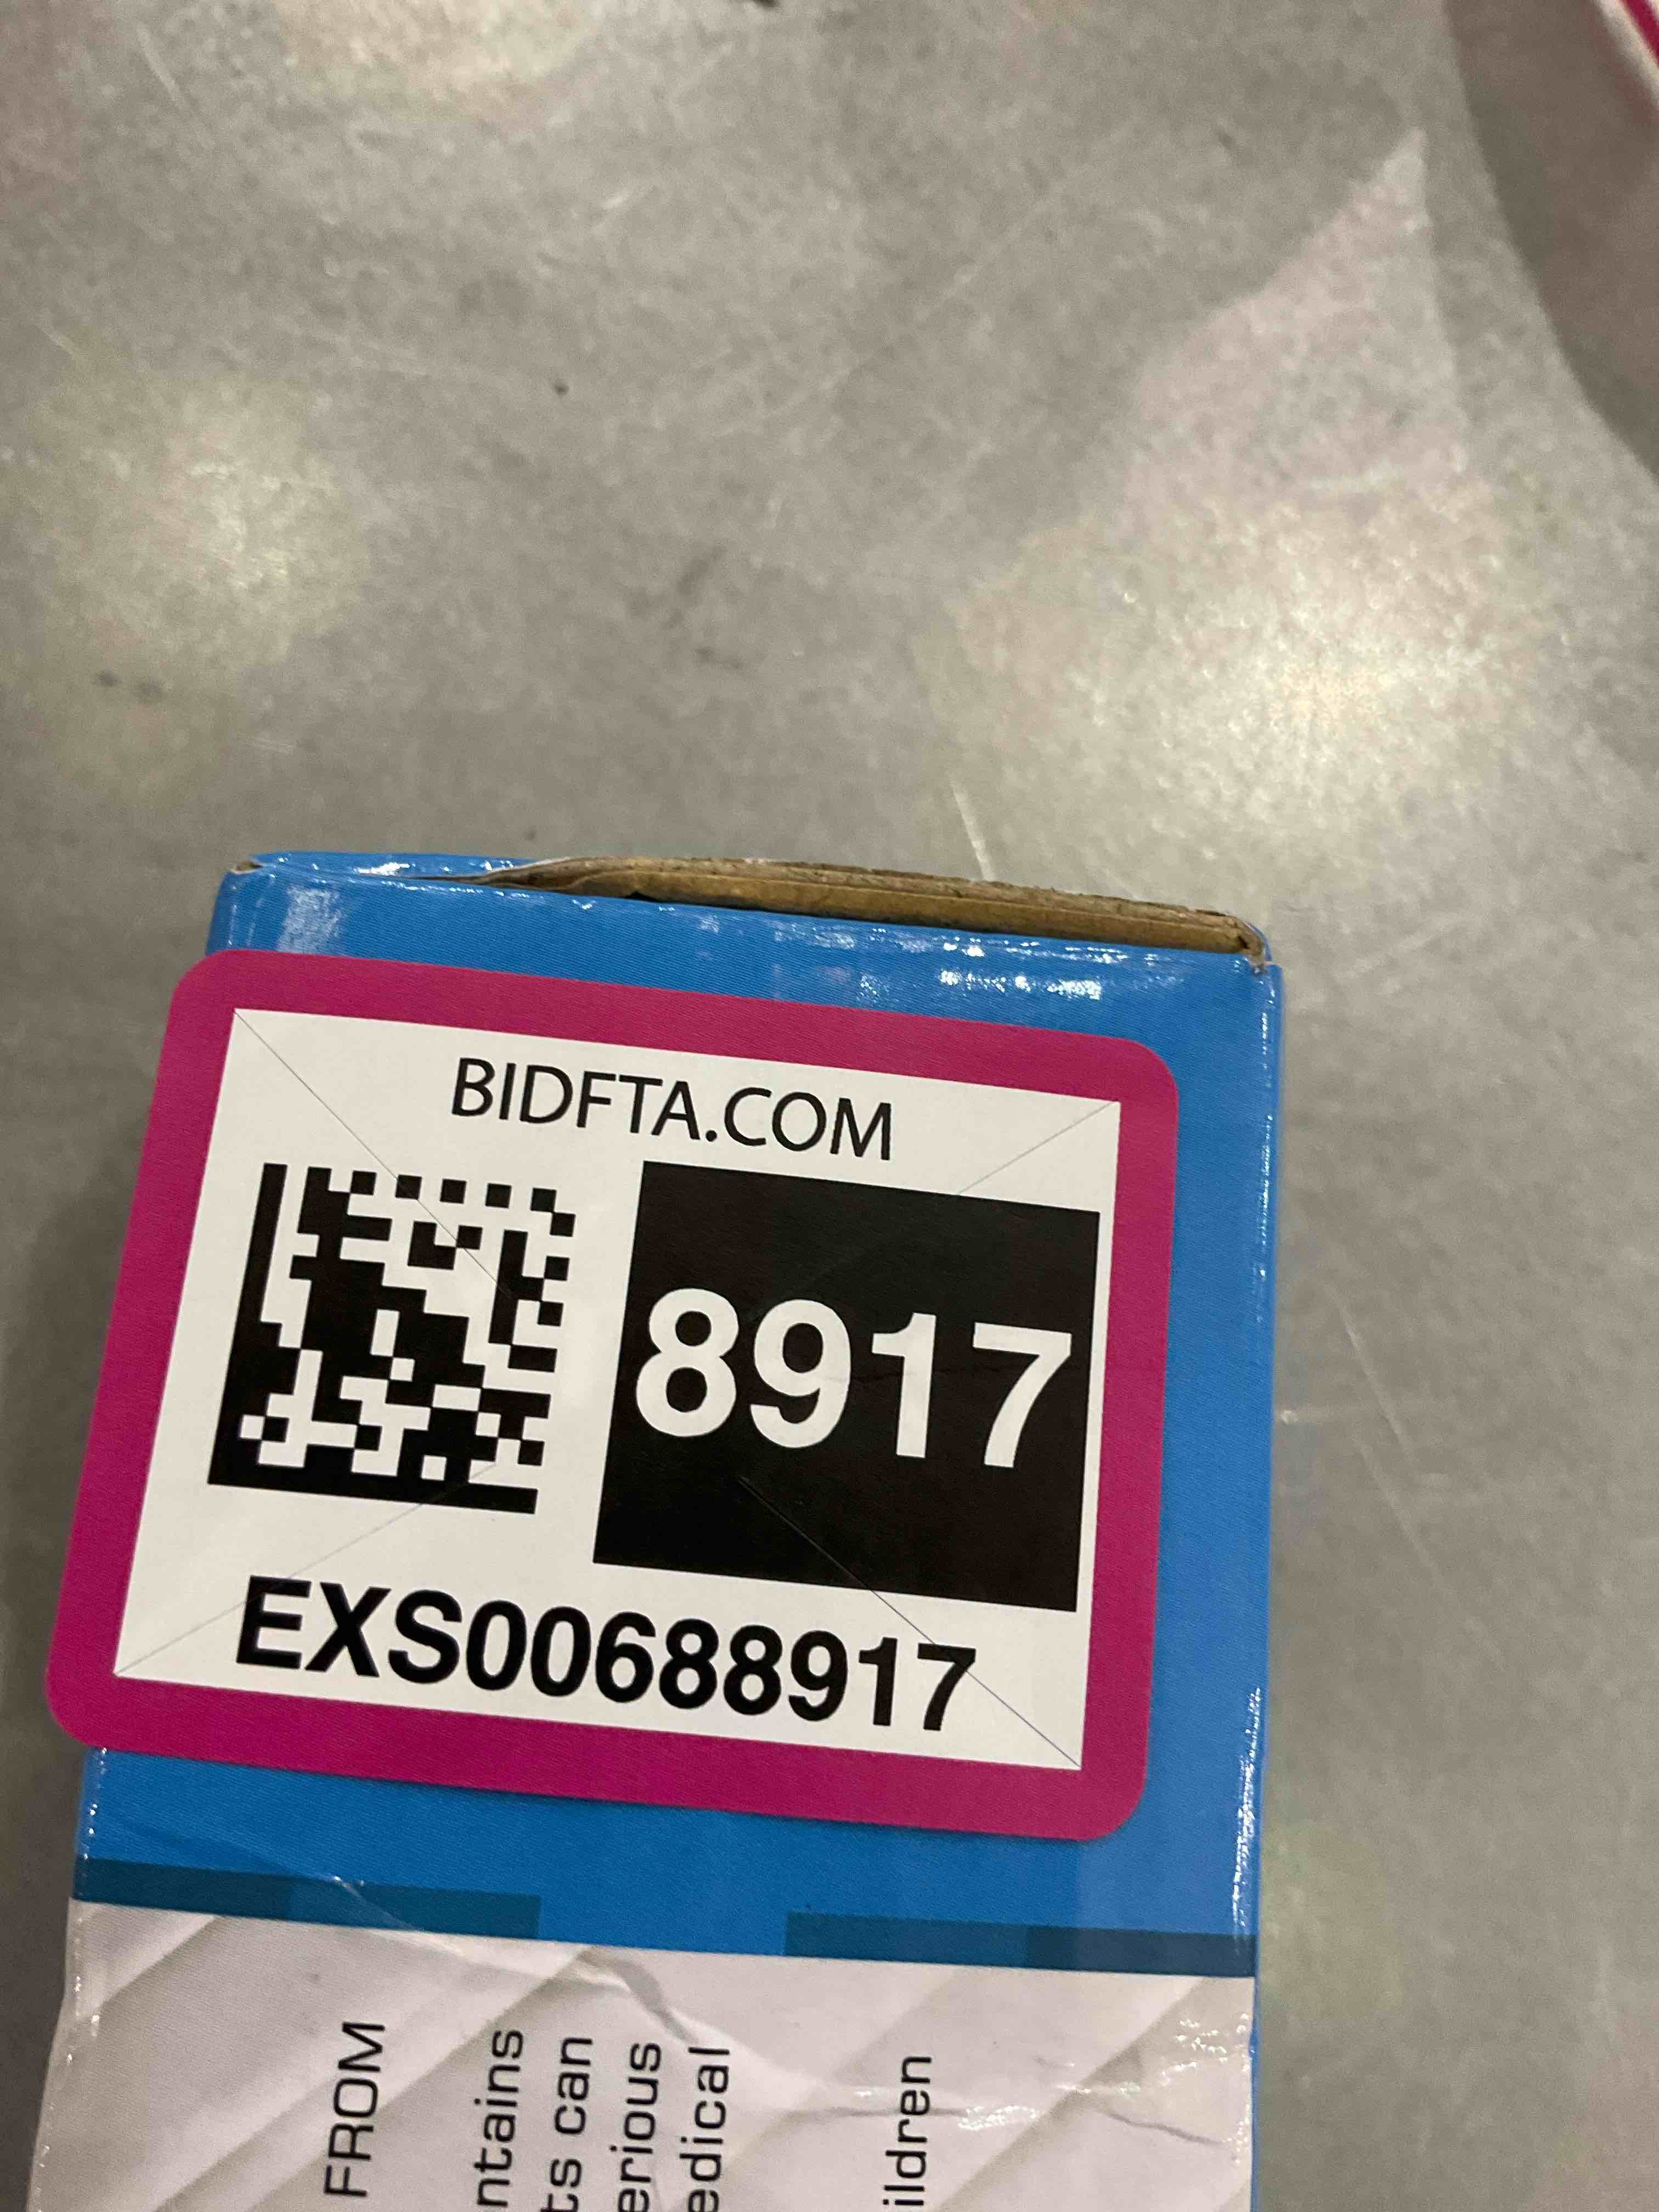 BIDFTA.COM
8917
EXS00688917
FROM
ntains
ts can
erious
edical
ildren